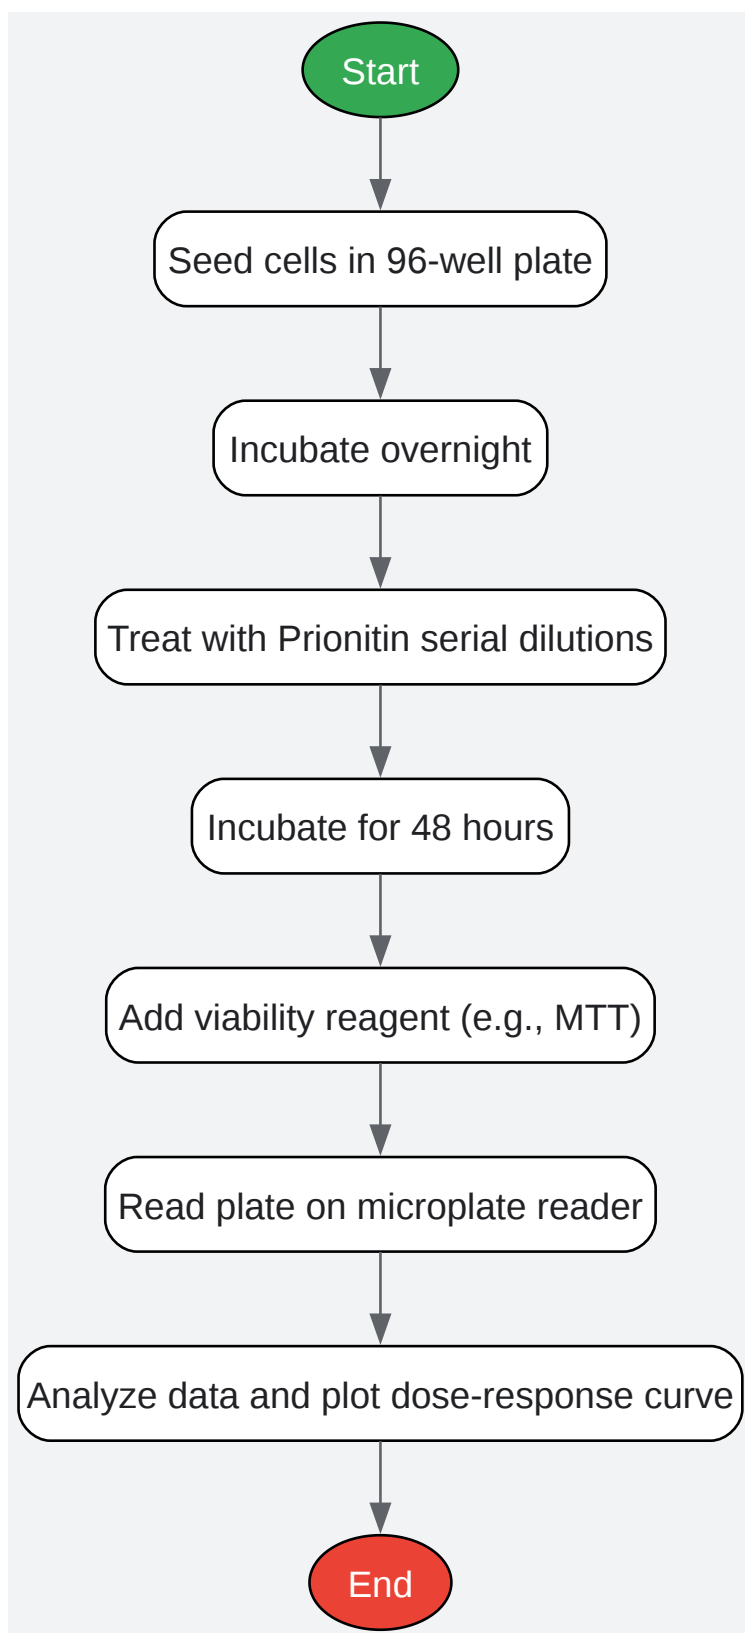 Start
Seed cells in 96-well plate
Incubate overnight
Treat with Prionitin serial dilutions
Incubate for 48 hours
Add viability reagent (e.g., MTT)
Read plate on microplate reader
Analyze data and plot dose-response curve
End